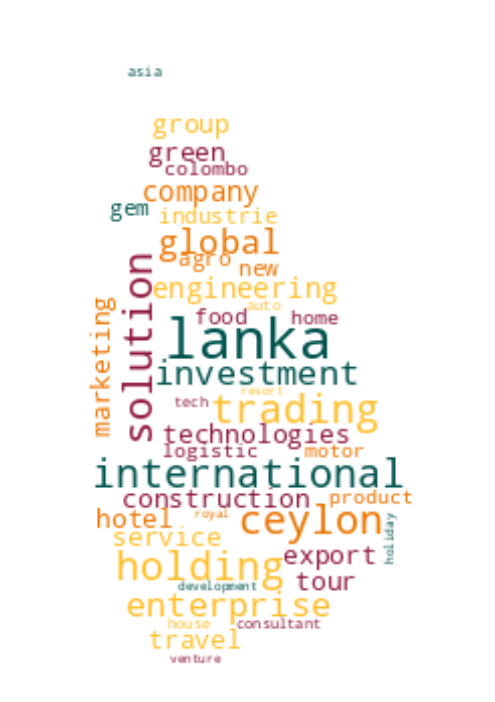 asia
group
green
colombo
company
gem
industrie
global
agro
new
solution
engineering
auto
marketing
food
home
lanka
investment
resort
tech
trading
technologies
logistic
motor
international
construction
product
hotel
royal
ceylon
holiday
service
export
holding
tour
development
enterprise
house
consultant
travel
venture